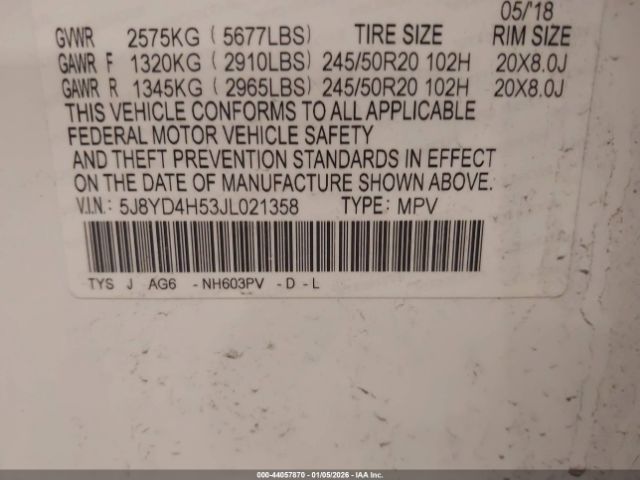 05/'18
GVWR 2575KG ( 5677LBS) TIRE SIZE RIM SIZE
GAWR F 1320KG ( 2910LBS) 245/50R20 102H 20X8.0J
GAWR R 1345KG ( 2965LBS) 245/50R20 102H 20X8.0J
THIS VEHICLE CONFORMS TO ALL APPLICABLE
FEDERAL MOTOR VEHICLE SAFETY
AND THEFT PREVENTION STANDARDS IN EFFECT
ON THE DATE OF MANUFACTURE SHOWN ABOVE.
V.I.N.: 5J8YD4H53JL021358 TYPE: MPV
TYS J AG6 - NH603PV - D - L
000-44057870 - 01/05/2026 - IAA Inc.